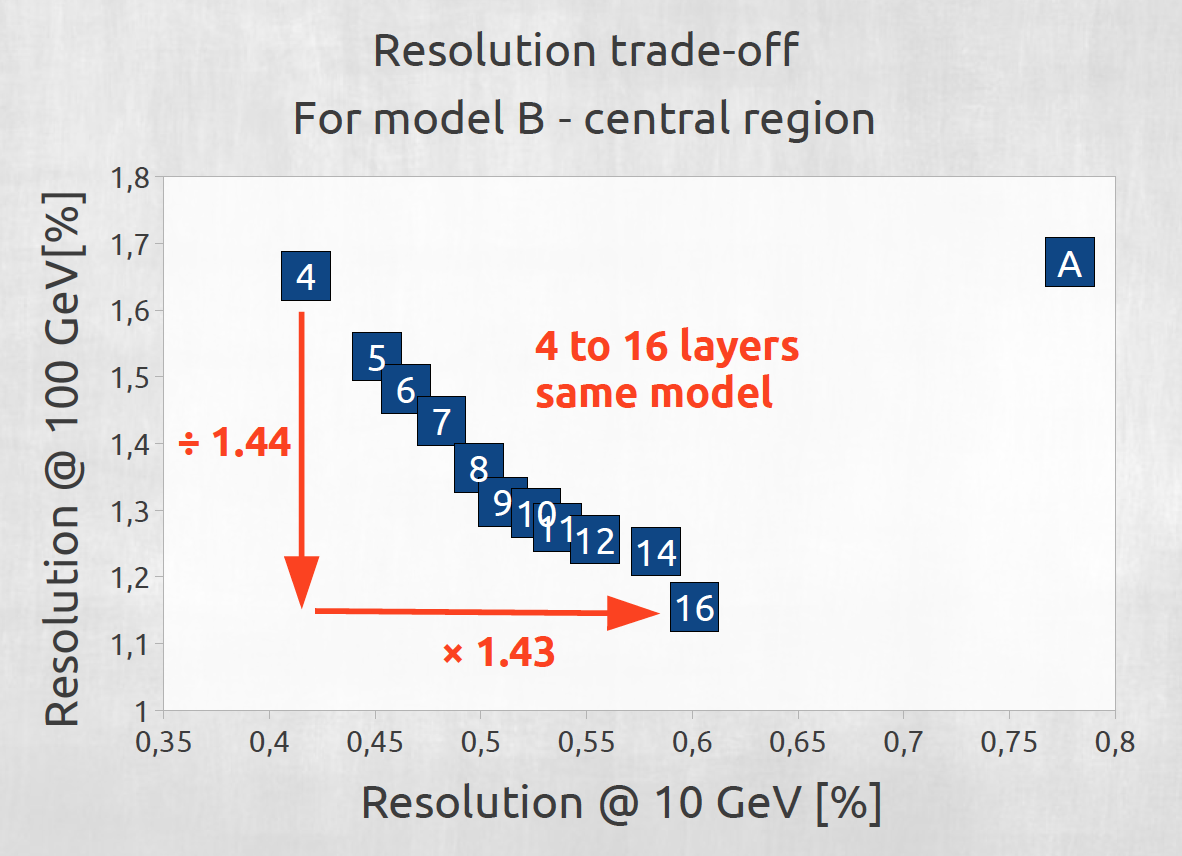 Resolution trade-off
For model B - central region
Resolution @ 100 GeV[%]
1,8
1,7
1,6
1,5
1,4
1,3
1,2
1,1
1
4
A
5
6
7
8
9
10
11
12
14
16
4 to 16 layers
same model
÷ 1.44
× 1.43
0,35 0,4 0,45 0,5 0,55 0,6 0,65 0,7 0,75 0,8
Resolution @ 10 GeV [%]